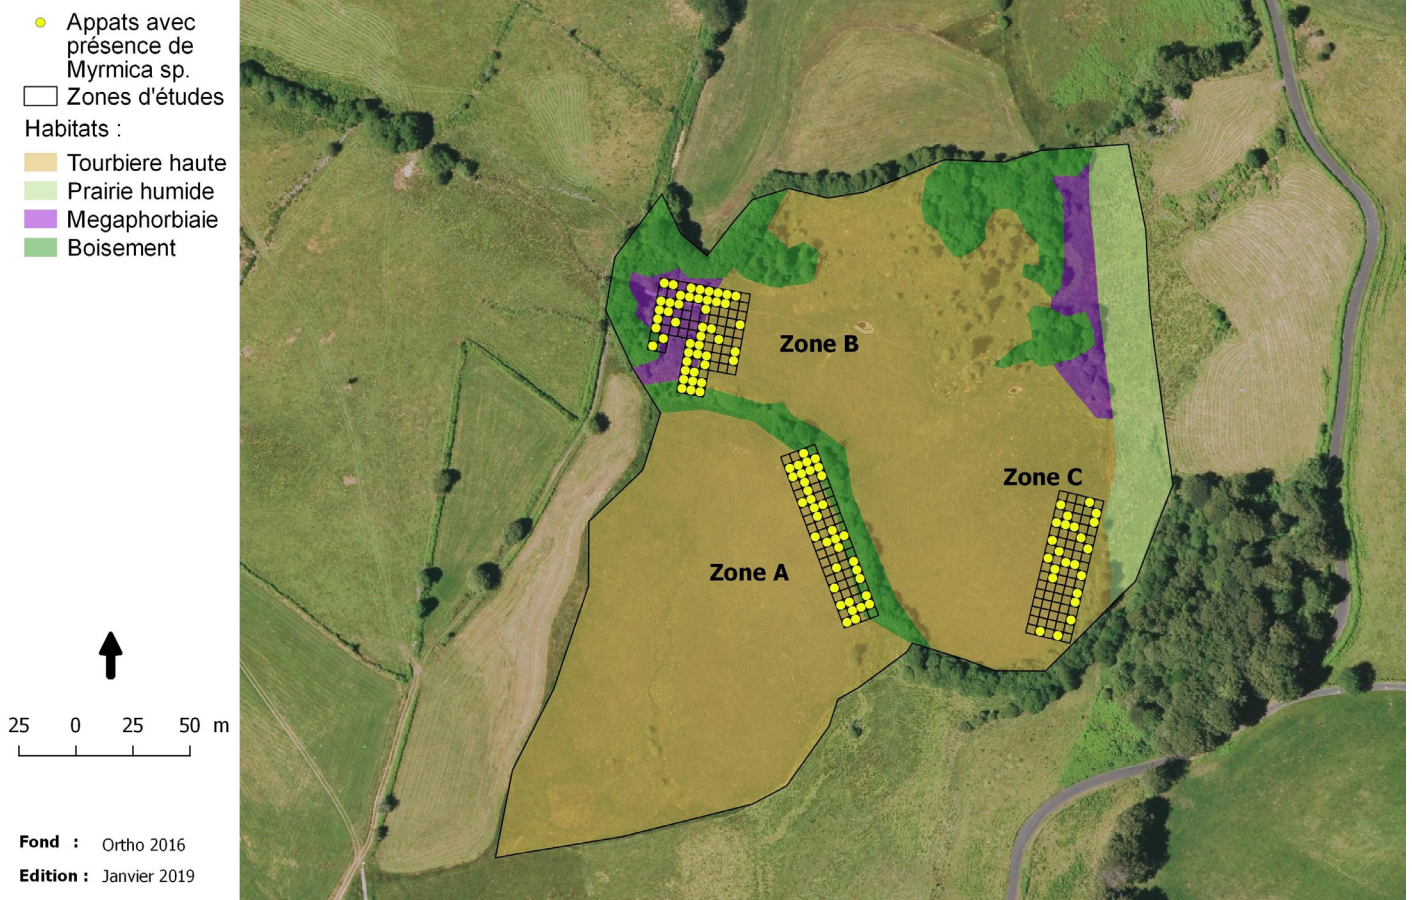 Appats avec
présence de
Myrmica sp.
Zones d'études
Habitats :
Tourbiere haute
Prairie humide
Megaphorbiaie
Boisement
Zone B
Zone C
Zone A
25 0 25 50 m
Fond : Ortho 2016
Edition : Janvier 2019